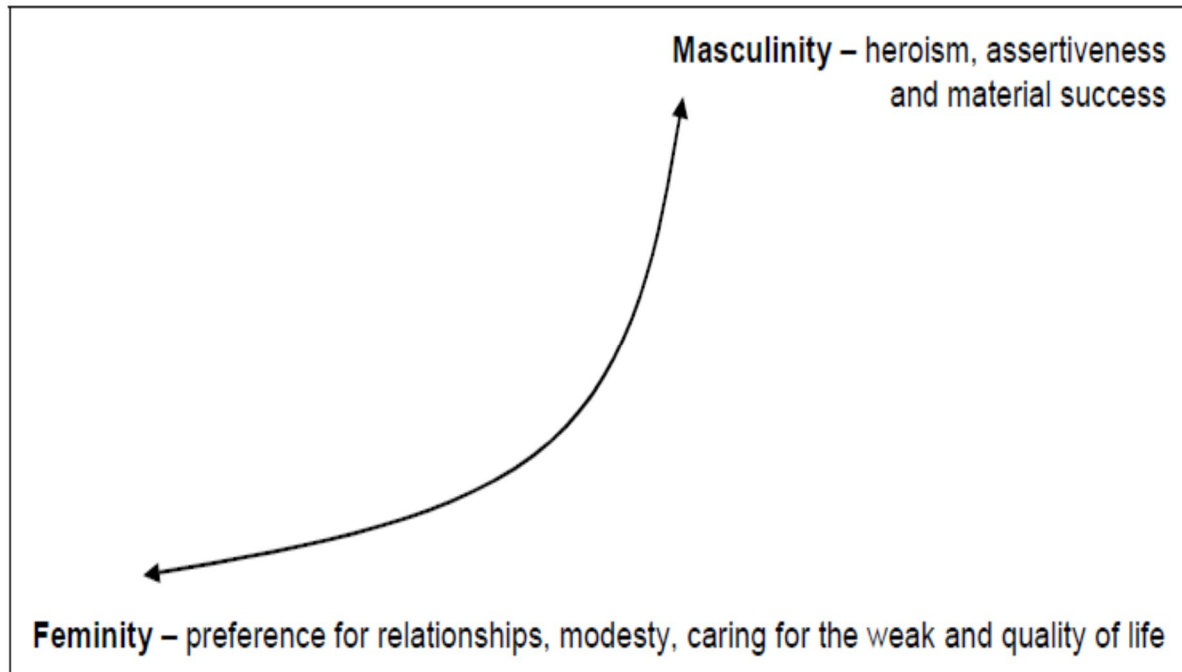 Masculinity – heroism, assertiveness
and material success
Feminity – preference for relationships, modesty, caring for the weak and quality of life